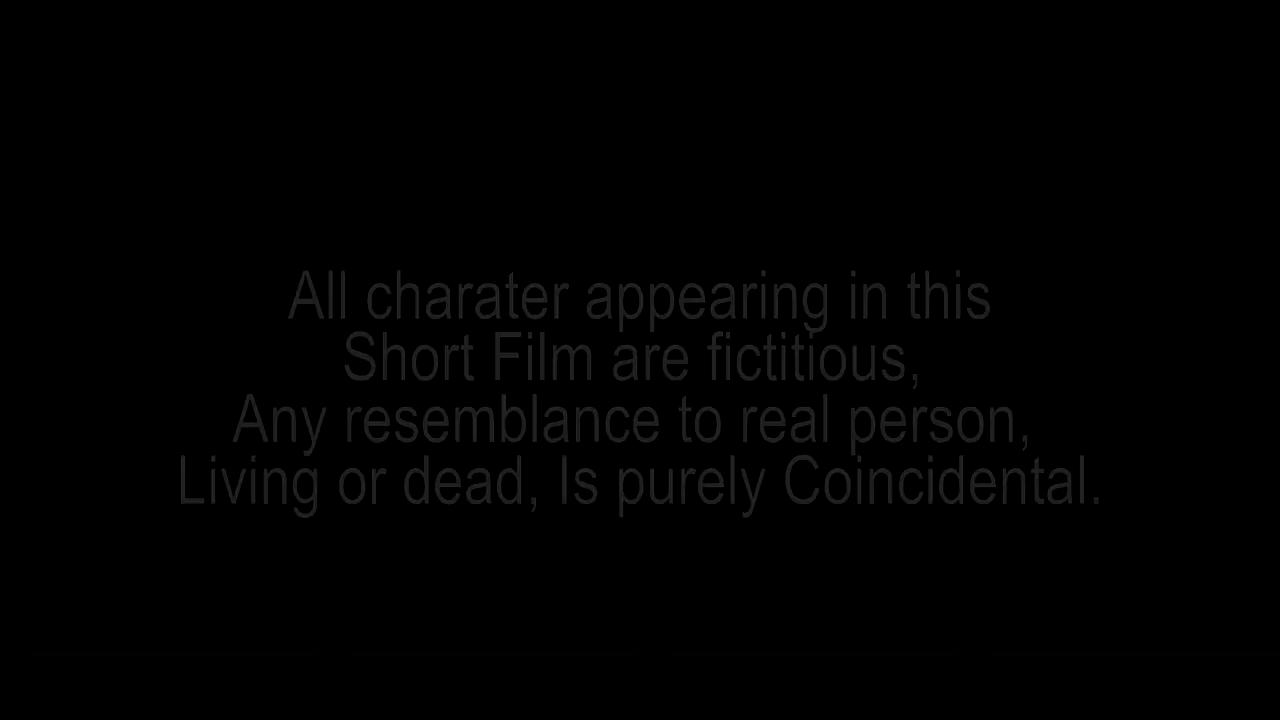 All charater appearing in this
Short Film are fictitious,
Any resemblance to real person,
Living or dead, Is purely Coincidental.